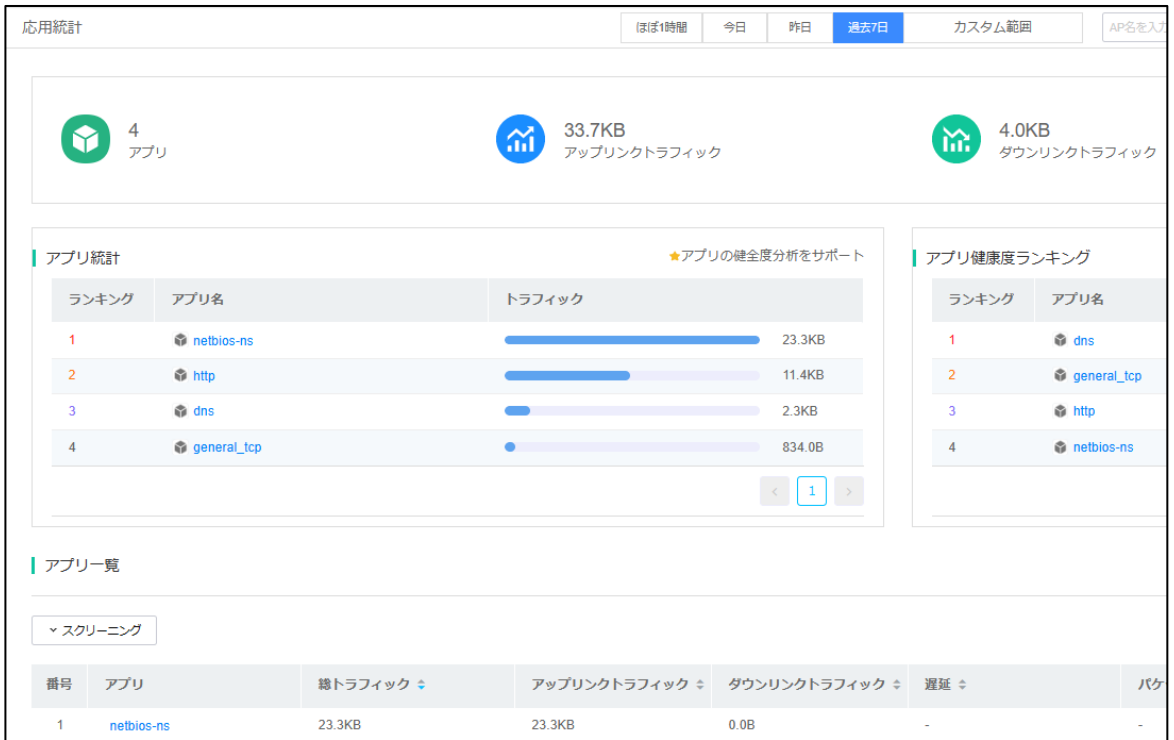 応用統計
ほぼ1時間 今日 昨日 過去7日 カスタム範囲 AP名を入力
4
アプリ
33.7KB
アップリンクトラフィック
4.0KB
ダウンリンクトラフィック
アプリ統計
★アプリの健全度分析をサポート
ランキング アプリ名 トラフィック
1 netbios-ns 23.3KB
2 http 11.4KB
3 dns 2.3KB
4 general_tcp 834.0B
< 1 >
アプリ健康度ランキング
ランキング アプリ名
1 dns
2 general_tcp
3 http
4 netbios-ns
アプリ一覧
スクリーニング
番号 アプリ 総トラフィック アップリンクトラフィック ダウンリンクトラフィック 遅延 パケ
1 netbios-ns 23.3KB 23.3KB 0.0B - -